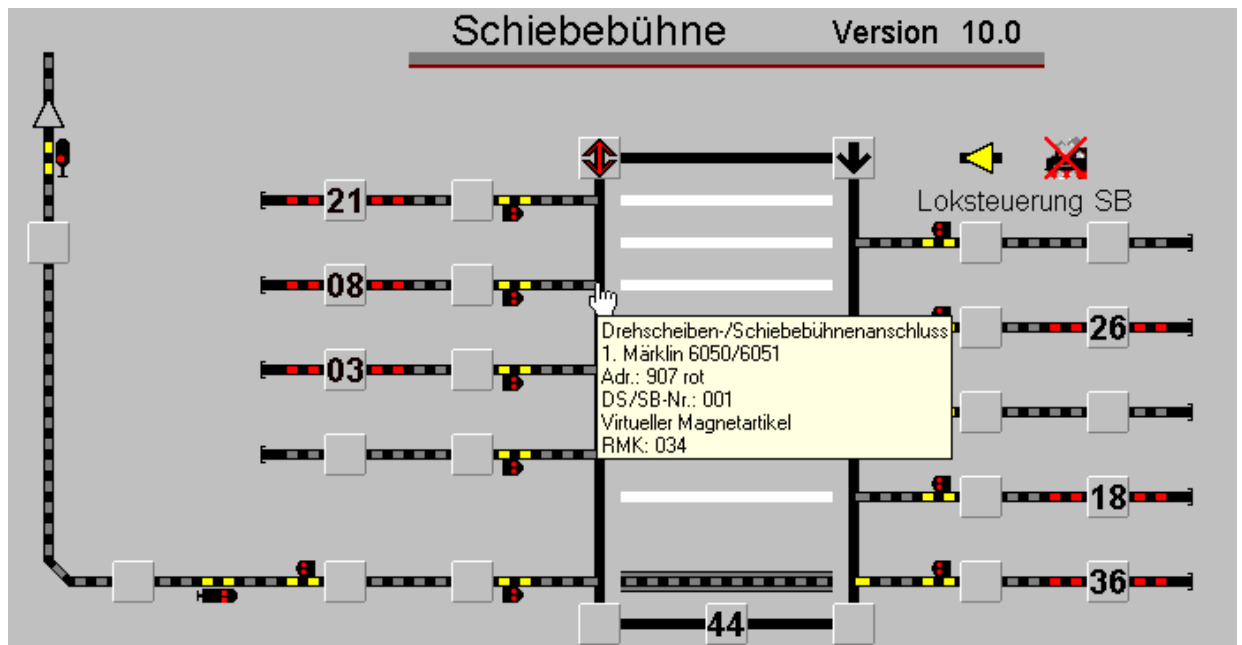 Schiebebühne Version 10.0
21
Loksteuerung SB
08
Drehscheiben-/Schiebebühnenanschluss
1. Märklin 6050/6051
Adr.: 907 rot
DS/SB-Nr.: 001
Virtueller Magnetartikel
RMK: 034
26
03
18
36
44